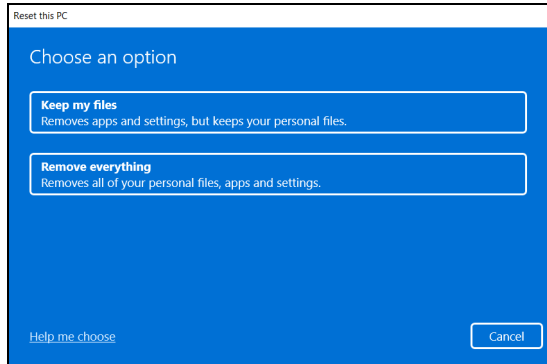 Reset this PC
Choose an option
Keep my files
Removes apps and settings, but keeps your personal files.
Remove everything
Removes all of your personal files, apps and settings.
Help me choose
Cancel